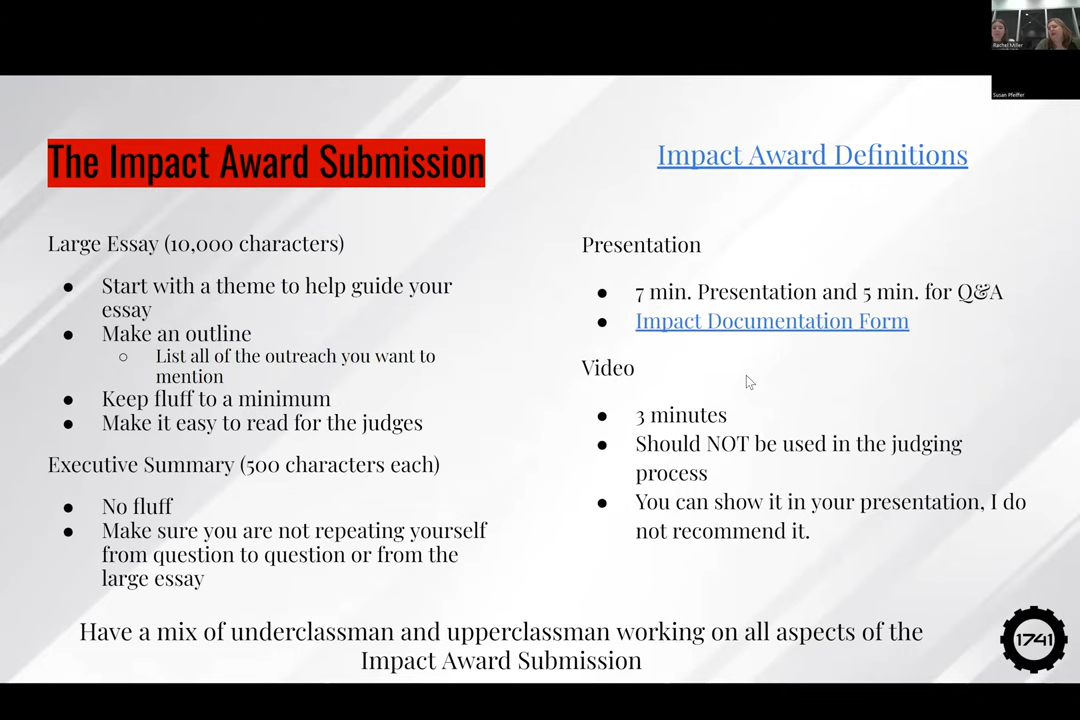 Rachel Miller
Susan Pfeiffer
The Impact Award Submission
Large Essay (10,000 characters)
● Start with a theme to help guide your
essay
● Make an outline
○ List all of the outreach you want to
mention
● Keep fluff to a minimum
● Make it easy to read for the judges
Executive Summary (500 characters each)
● No fluff
● Make sure you are not repeating yourself
from question to question or from the
large essay
Impact Award Definitions
Presentation
● 7 min. Presentation and 5 min. for Q&A
● Impact Documentation Form
Video
● 3 minutes
● Should NOT be used in the judging
process
● You can show it in your presentation, I do
not recommend it.
Have a mix of underclassman and upperclassman working on all aspects of the
Impact Award Submission
1741